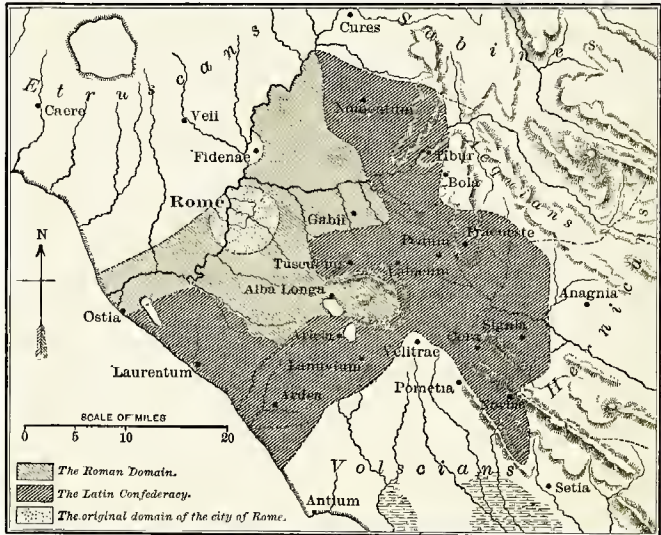 Cures
Sabines
Etruscans
Caere
Veii
Nomentum
Fidenae
Tibur
Bola
Aequians
Rome
Gabii
Pedum
Praeneste
Tusculum
Labicum
Alba Longa
Anagnia
Hernicans
Ostia
Aricia
Signia
Cora
Velitrae
Lanuvium
Laurentum
Pometia
Ardea
Norba
Volscians
Setia
Antium
N
SCALE OF MILES
0 5 10 20
The Roman Domain.
The Latin Confederacy.
The original domain of the city of Rome.